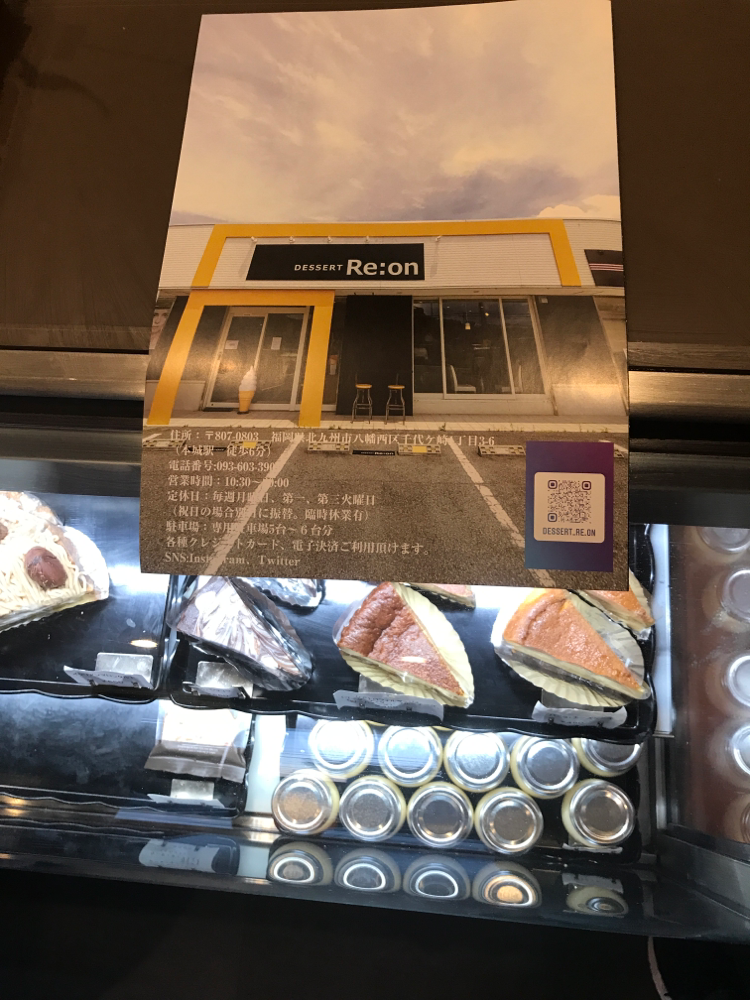 DESSERT Re:on
住所：〒807-0803 福岡県北九州市八幡西区千代ケ崎 丁目3-6
（本城駅 徒歩6分）
電話番号:093-603-390
営業時間：10:30~ :00
定休日：毎週月曜日、第一、第三火曜日
（祝日の場合別日に振替。臨時休業有）
駐車場：専用駐車場5台~６台分
各種クレジットカード、電子決済ご利用頂けます。
SNS:Instagram、Twitter
DESSERT_RE.ON